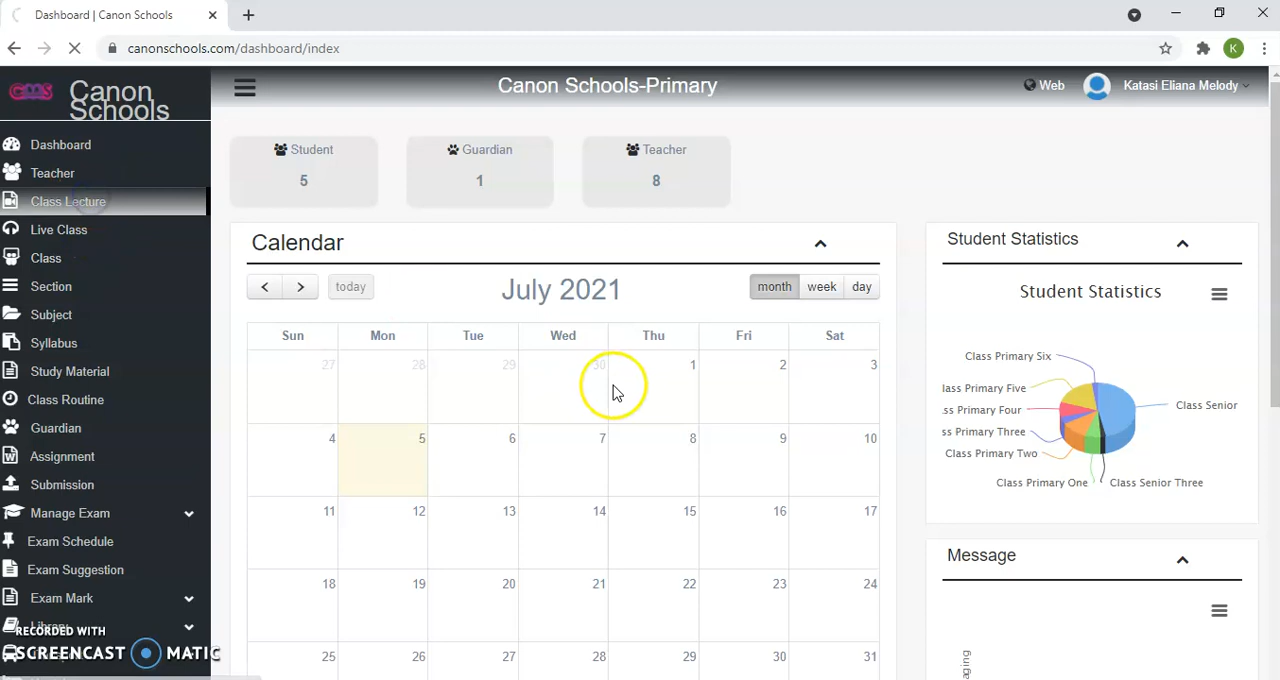 Dashboard | Canon Schools
canonschools.com/dashboard/index
K
GMS
Canon Schools
Canon Schools-Primary
Web
Katasi Eliana Melody
Dashboard
Teacher
Class Lecture
Live Class
Class
Section
Subject
Syllabus
Study Material
Class Routine
Guardian
Assignment
Submission
Manage Exam
Exam Schedule
Exam Suggestion
Exam Mark
RECORDED WITH
SCREENCAST MATIC
Student
5
Guardian
1
Teacher
8
Calendar
today
July 2021
month week day
Sun Mon Tue Wed Thu Fri Sat
27 28 29 30 1 2 3
4 5 6 7 8 9 10
11 12 13 14 15 16 17
18 19 20 21 22 23 24
25 26 27 28 29 30 31
Student Statistics
Student Statistics
Class Primary Six
lass Primary Five
.ss Primary Four
ss Primary Three
Class Primary Two
Class Primary One
Class Senior Three
Class Senior
Message